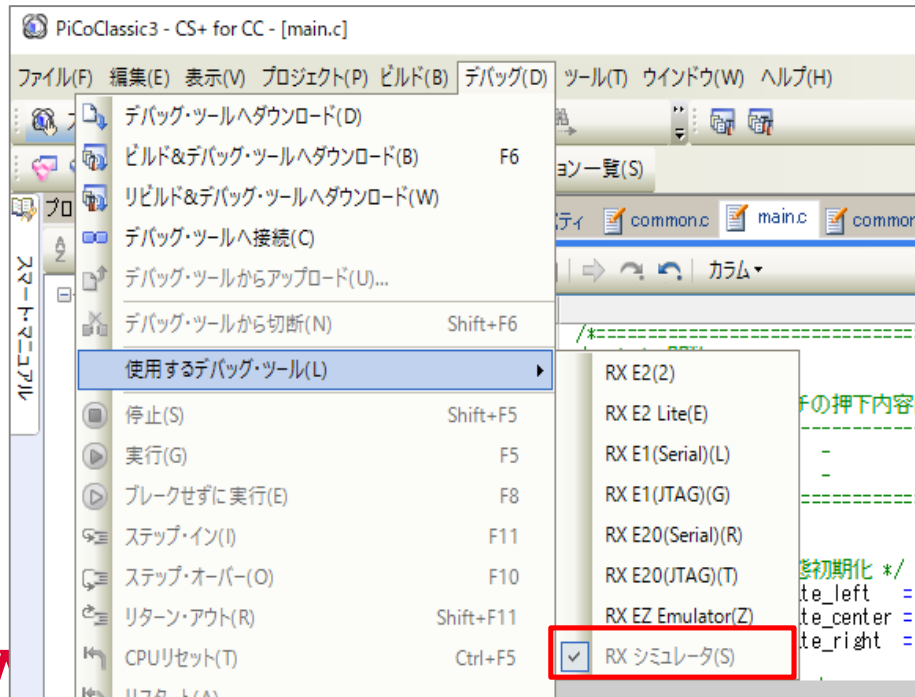 PiCoClassic3 - CS+ for CC - [main.c]
ファイル(F) 編集(E) 表示(V) プロジェクト(P) ビルド(B) デバッグ(D) ツール(T) ウインドウ(W) ヘルプ(H)
デバッグ・ツールへダウンロード(D)
ビルド&デバッグ・ツールへダウンロード(B) F6
ョン一覧(S)
リビルド&デバッグ・ツールへダウンロード(W)
プロ
ティ common.c main.c common
デバッグ・ツールへ接続(C)
カラム
デバッグ・ツールからアップロード(U)...
スマート・マニュアル
デバッグ・ツールから切断(N) Shift+F6
/*==============================
使用するデバッグ・ツール(L)
RX E2(2)
チの押下内容
RX E2 Lite(E)
停止(S) Shift+F5
RX E1(Serial)(L)
実行(G) F5
RX E1(JTAG)(G)
ブレークせずに実行(E) F8
RX E20(Serial)(R)
ステップ・イン(I) F11
RX E20(JTAG)(T)
態初期化 */
ステップ・オーバー(O) F10
te_left =
RX EZ Emulator(Z)
te_center =
リターン・アウト(R) Shift+F11
te_right =
RX シミュレータ(S)
CPUリセット(T) Ctrl+F5
リスタート(A)